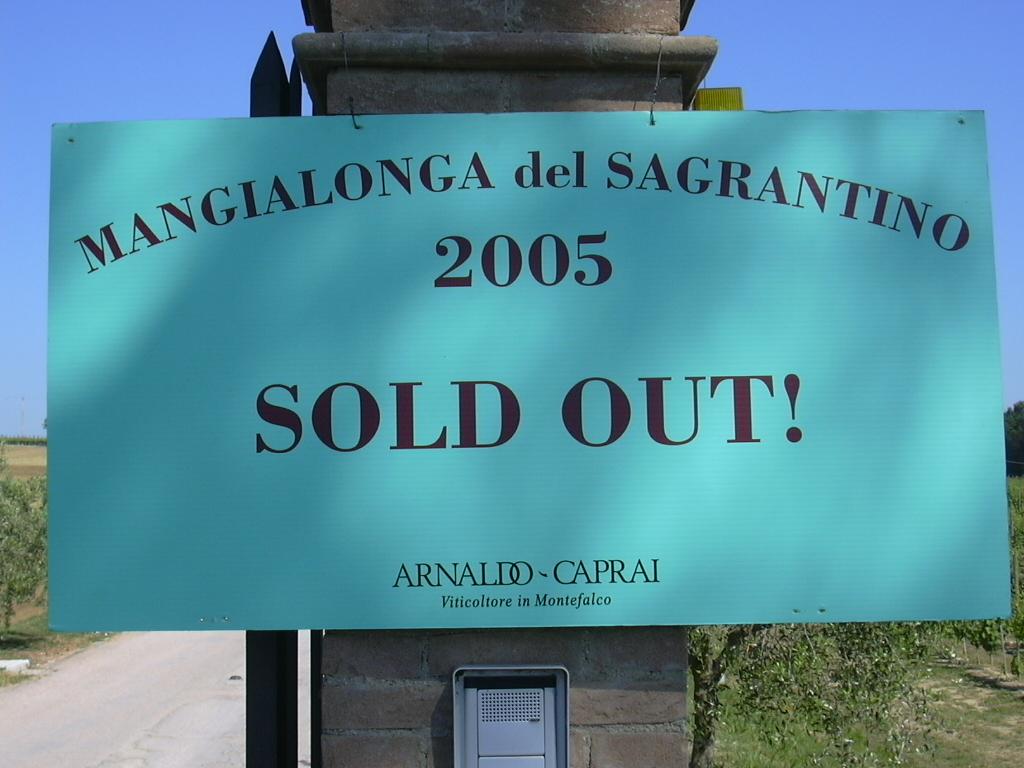 MANGIALONGA del SAGRANTINO
2005
SOLD OUT!
ARNALDO-CAPRAI
Viticoltore in Montefalco